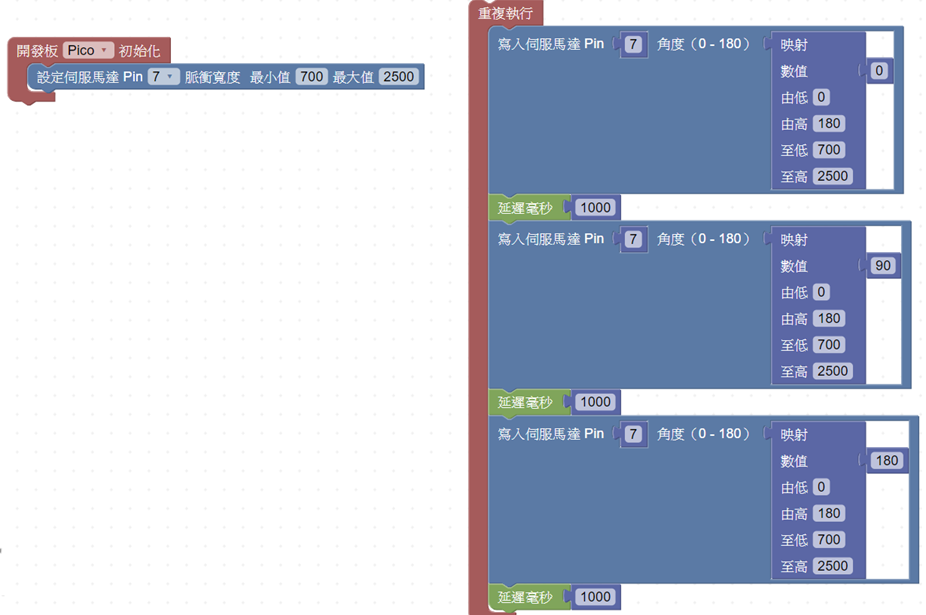 開發板 Pico 初始化
設定伺服馬達 Pin 7 脈衝寬度 最小值 700 最大值 2500
重複執行
寫入伺服馬達 Pin 7 角度（0 - 180） 映射
數值 0
由低 0
由高 180
至低 700
至高 2500
延遲毫秒 1000
寫入伺服馬達 Pin 7 角度（0 - 180） 映射
數值 90
由低 0
由高 180
至低 700
至高 2500
延遲毫秒 1000
寫入伺服馬達 Pin 7 角度（0 - 180） 映射
數值 180
由低 0
由高 180
至低 700
至高 2500
延遲毫秒 1000